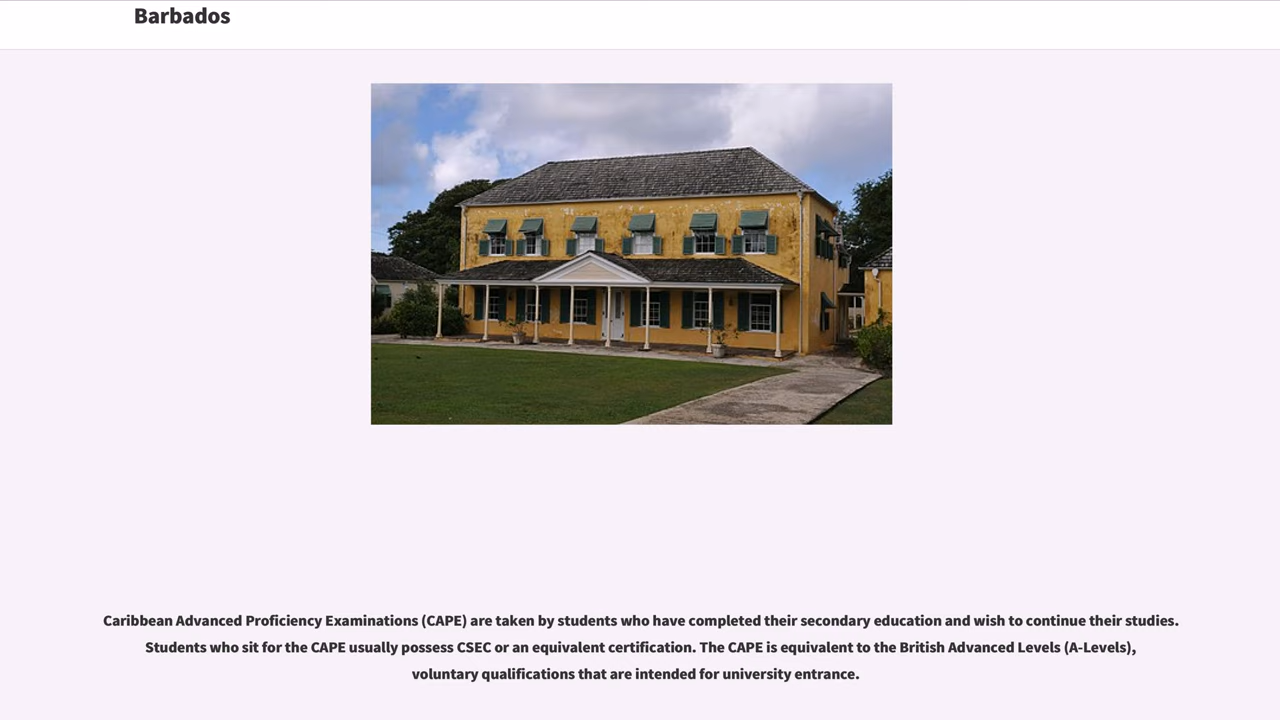 Barbados
Caribbean Advanced Proficiency Examinations (CAPE) are taken by students who have completed their secondary education and wish to continue their studies.
Students who sit for the CAPE usually possess CSEC or an equivalent certification. The CAPE is equivalent to the British Advanced Levels (A-Levels),
voluntary qualifications that are intended for university entrance.